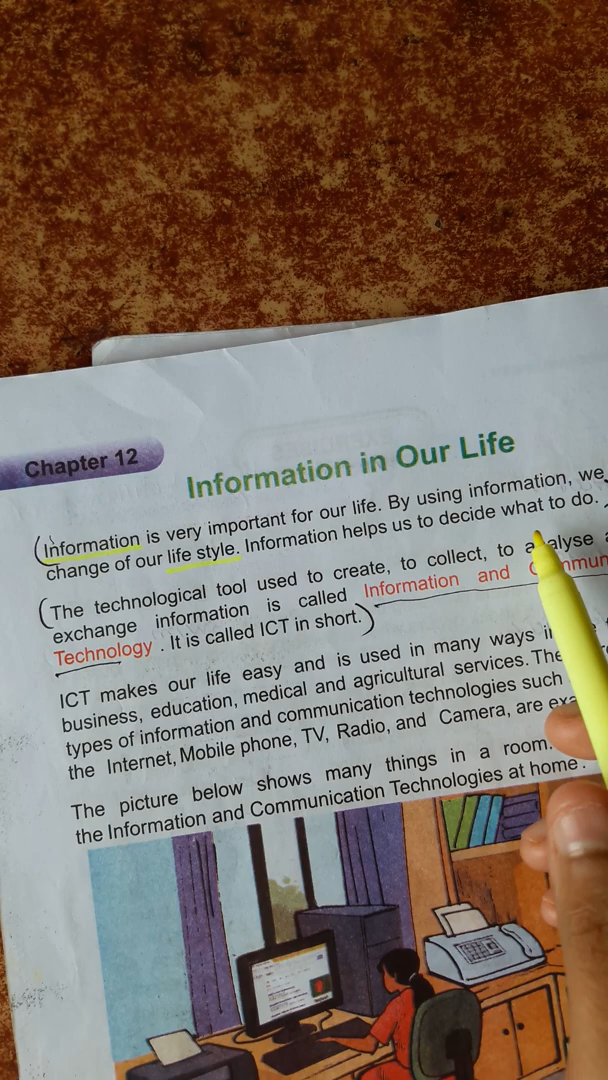 Chapter 12
Information in Our Life
Information is very important for our life. By using information, we
change of our life style. Information helps us to decide what to do.
The technological tool used to create, to collect, to analyse
exchange information is called Information and
Technology . It is called ICT in short.
ICT makes our life easy and is used in many ways
business, education, medical and agricultural services.
types of information and communication technologies such
the Internet, Mobile phone, TV, Radio, and Camera, are
The picture below shows many things in a room.
the Information and Communication Technologies at home.